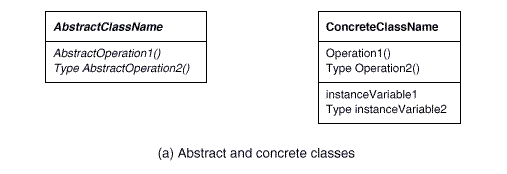 AbstractClassName
AbstractOperation1()
Type AbstractOperation2()
ConcreteClassName
Operation1()
Type Operation2()
instanceVariable1
Type instanceVariable2
(a) Abstract and concrete classes